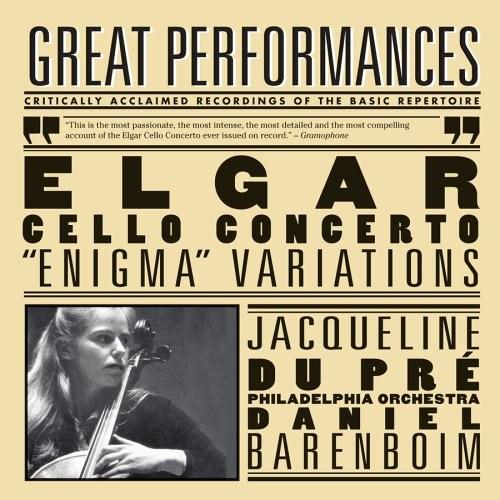 GREAT PERFORMANCES
CRITICALLY ACCLAIMED RECORDINGS OF THE BASIC REPERTOIRE
“This is the most passionate, the most intense, the most detailed and the most compelling
account of the Elgar Cello Concerto ever issued on record.” – Gramophone
ELGAR
CELLO CONCERTO
“ENIGMA” VARIATIONS
JACQUELINE
DU PRÉ
PHILADELPHIA ORCHESTRA
DANIEL
BARENBOIM